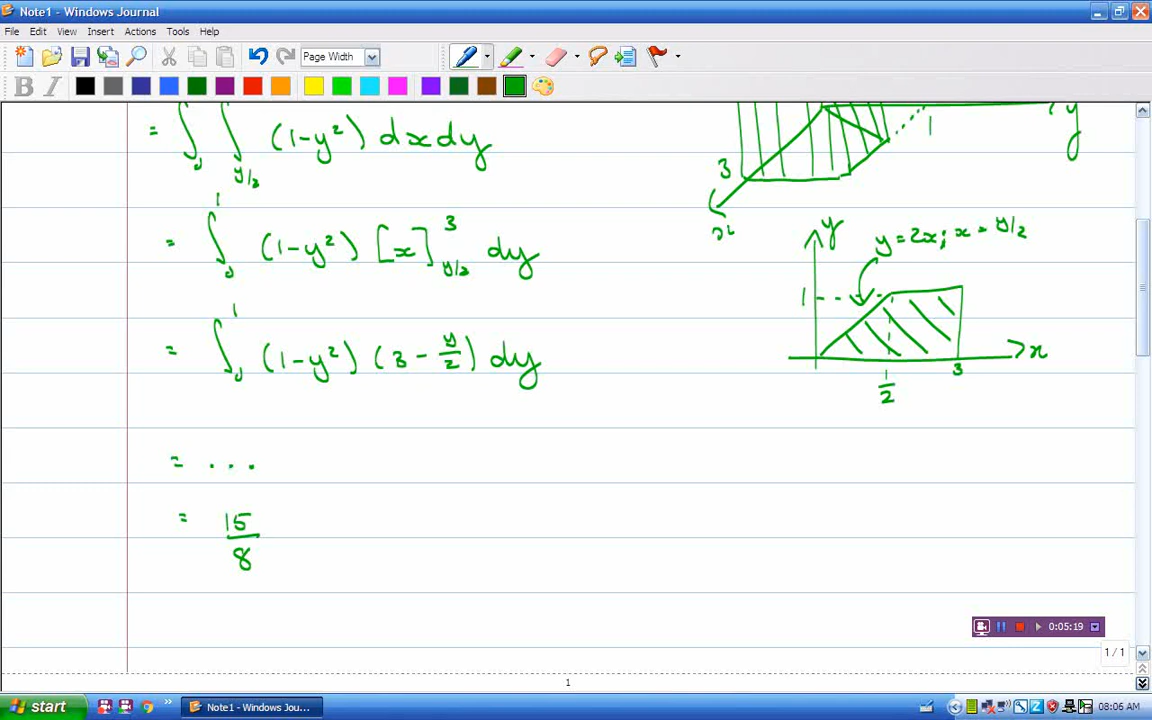 Note1 - Windows Journal
File Edit View Insert Actions Tools Help
Page Width
B I
= ∫₀ ∫_{y/2} (1-y²) dxdy
= ∫₀¹ (1-y²) [x]_{y/2}^3 dy
= ∫₀¹ (1-y²) (3 - y/2) dy
= ...
= 15/8
y
1
3
x
y
y = 2x; x = y/2
1
x
1/2
3
0:05:19
1 / 1
1
start
Note1 - Windows Jou...
08:06 AM